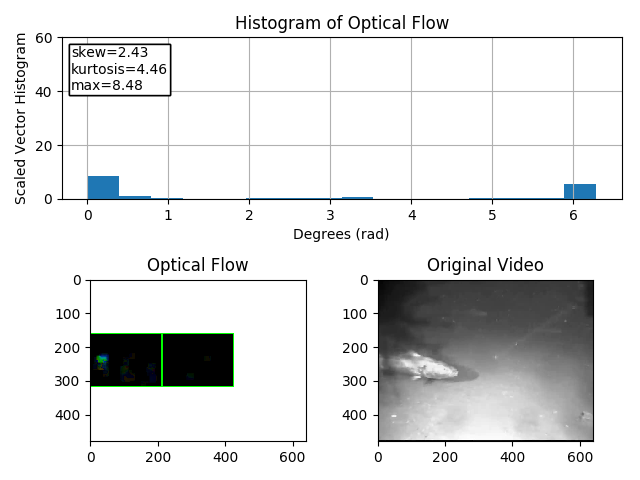 Histogram of Optical Flow
60
40
20
0
Scaled Vector Histogram
skew=2.43
kurtosis=4.46
max=8.48
0 1 2 3 4 5 6
Degrees (rad)
Optical Flow
0
100
200
300
400
0 200 400 600
Original Video
0
100
200
300
400
0 200 400 600